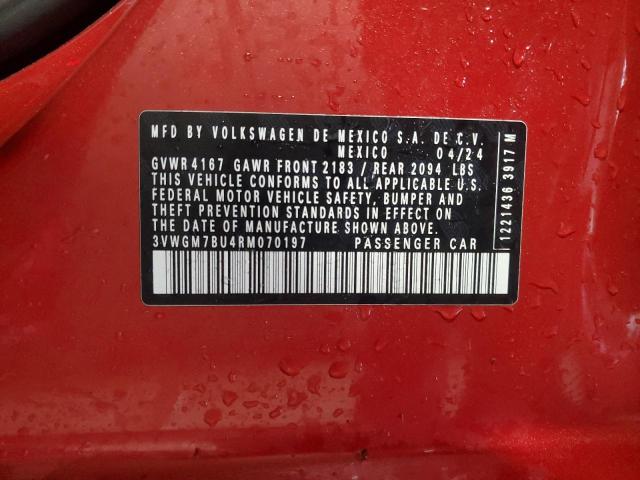 MFD BY VOLKSWAGEN DE MEXICO S.A. DE C.V.
MEXICO 04/24
GVWR 4167 GAWR FRONT 2183 / REAR 2094 LBS
THIS VEHICLE CONFORMS TO ALL APPLICABLE U.S.
FEDERAL MOTOR VEHICLE SAFETY, BUMPER AND
THEFT PREVENTION STANDARDS IN EFFECT ON
THE DATE OF MANUFACTURE SHOWN ABOVE.
3VWGM7BU4RM070197 PASSENGER CAR
1221436 3917 M